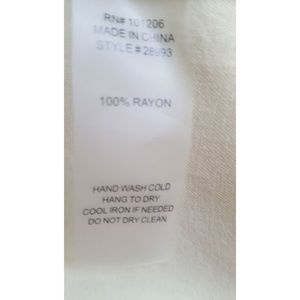 RN# 101206
MADE IN CHINA
STYLE # 28993
100% RAYON
HAND WASH COLD
HANG TO DRY
COOL IRON IF NEEDED
DO NOT DRY CLEAN